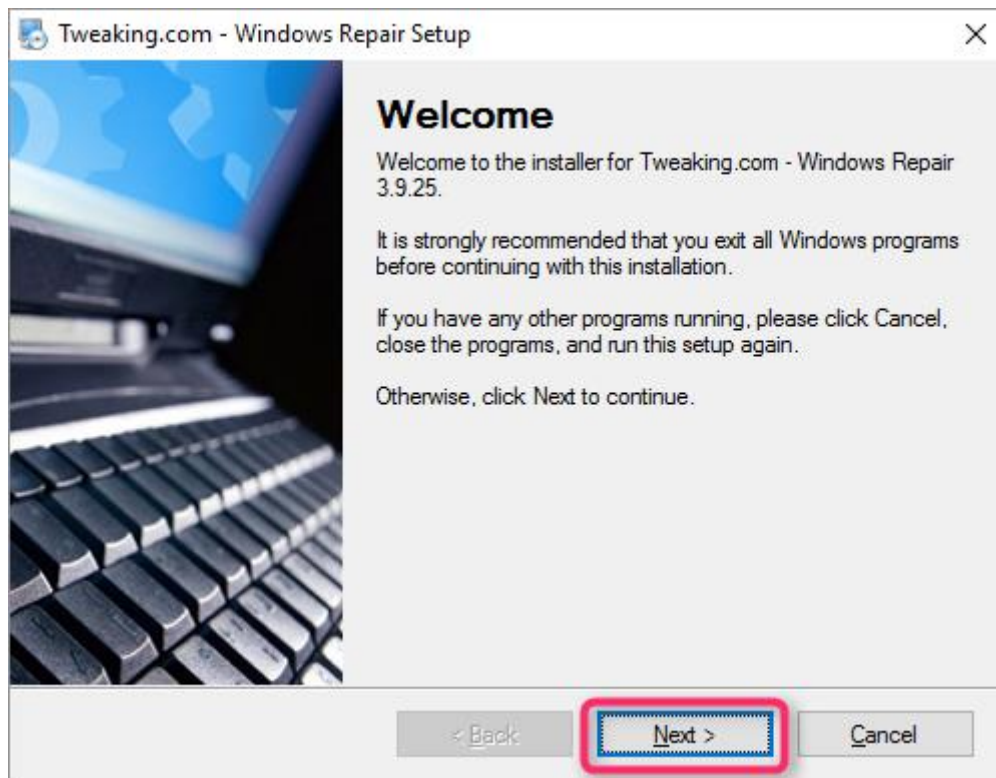 Tweaking.com - Windows Repair Setup
Welcome
Welcome to the installer for Tweaking.com - Windows Repair
3.9.25.
It is strongly recommended that you exit all Windows programs
before continuing with this installation.
If you have any other programs running, please click Cancel,
close the programs, and run this setup again.
Otherwise, click Next to continue.
< Back Next > Cancel